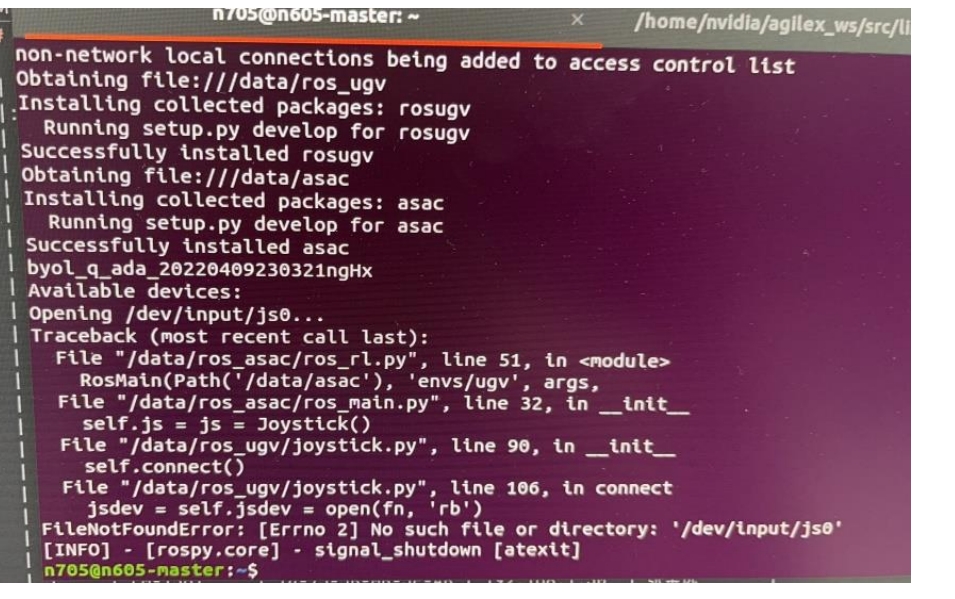 n705@n605-master: ~ × /home/nvidia/agilex_ws/src/li
non-network local connections being added to access control list
Obtaining file:///data/ros_ugv
Installing collected packages: rosugv
Running setup.py develop for rosugv
Successfully installed rosugv
Obtaining file:///data/asac
Installing collected packages: asac
Running setup.py develop for asac
Successfully installed asac
byol_q_ada_20220409230321ngHx
Available devices:
Opening /dev/input/js0...
Traceback (most recent call last):
File "/data/ros_asac/ros_rl.py", line 51, in <module>
RosMain(Path('/data/asac'), 'envs/ugv', args,
File "/data/ros_asac/ros_main.py", line 32, in __init__
self.js = js = Joystick()
File "/data/ros_ugv/joystick.py", line 90, in __init__
self.connect()
File "/data/ros_ugv/joystick.py", line 106, in connect
jsdev = self.jsdev = open(fn, 'rb')
FileNotFoundError: [Errno 2] No such file or directory: '/dev/input/js0'
[INFO] - [rospy.core] - signal_shutdown [atexit]
n705@n605-master:~$